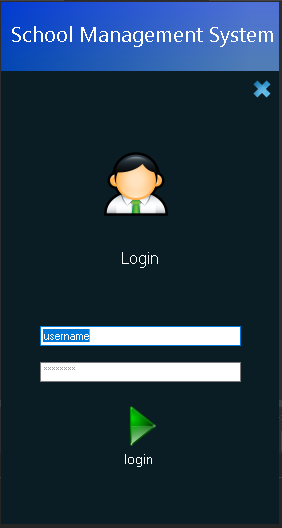 School Management System
Login
username
xxxxxxxx
login